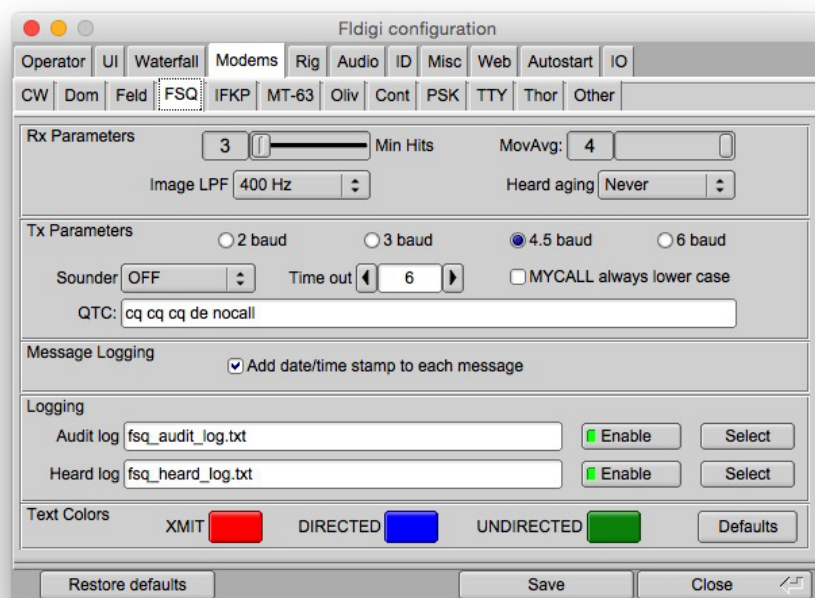 Fldigi configuration
Operator UI Waterfall Modems Rig Audio ID Misc Web Autostart IO
CW Dom Feld FSQ IFKP MT-63 Oliv Cont PSK TTY Thor Other
Rx Parameters
3 Min Hits MovAvg: 4
Image LPF 400 Hz Heard aging Never
Tx Parameters
2 baud 3 baud 4.5 baud 6 baud
Sounder OFF Time out 6 MYCALL always lower case
QTC: cq cq cq de nocall
Message Logging
Add date/time stamp to each message
Logging
Audit log fsq_audit_log.txt Enable Select
Heard log fsq_heard_log.txt Enable Select
Text Colors
XMIT DIRECTED UNDIRECTED Defaults
Restore defaults Save Close